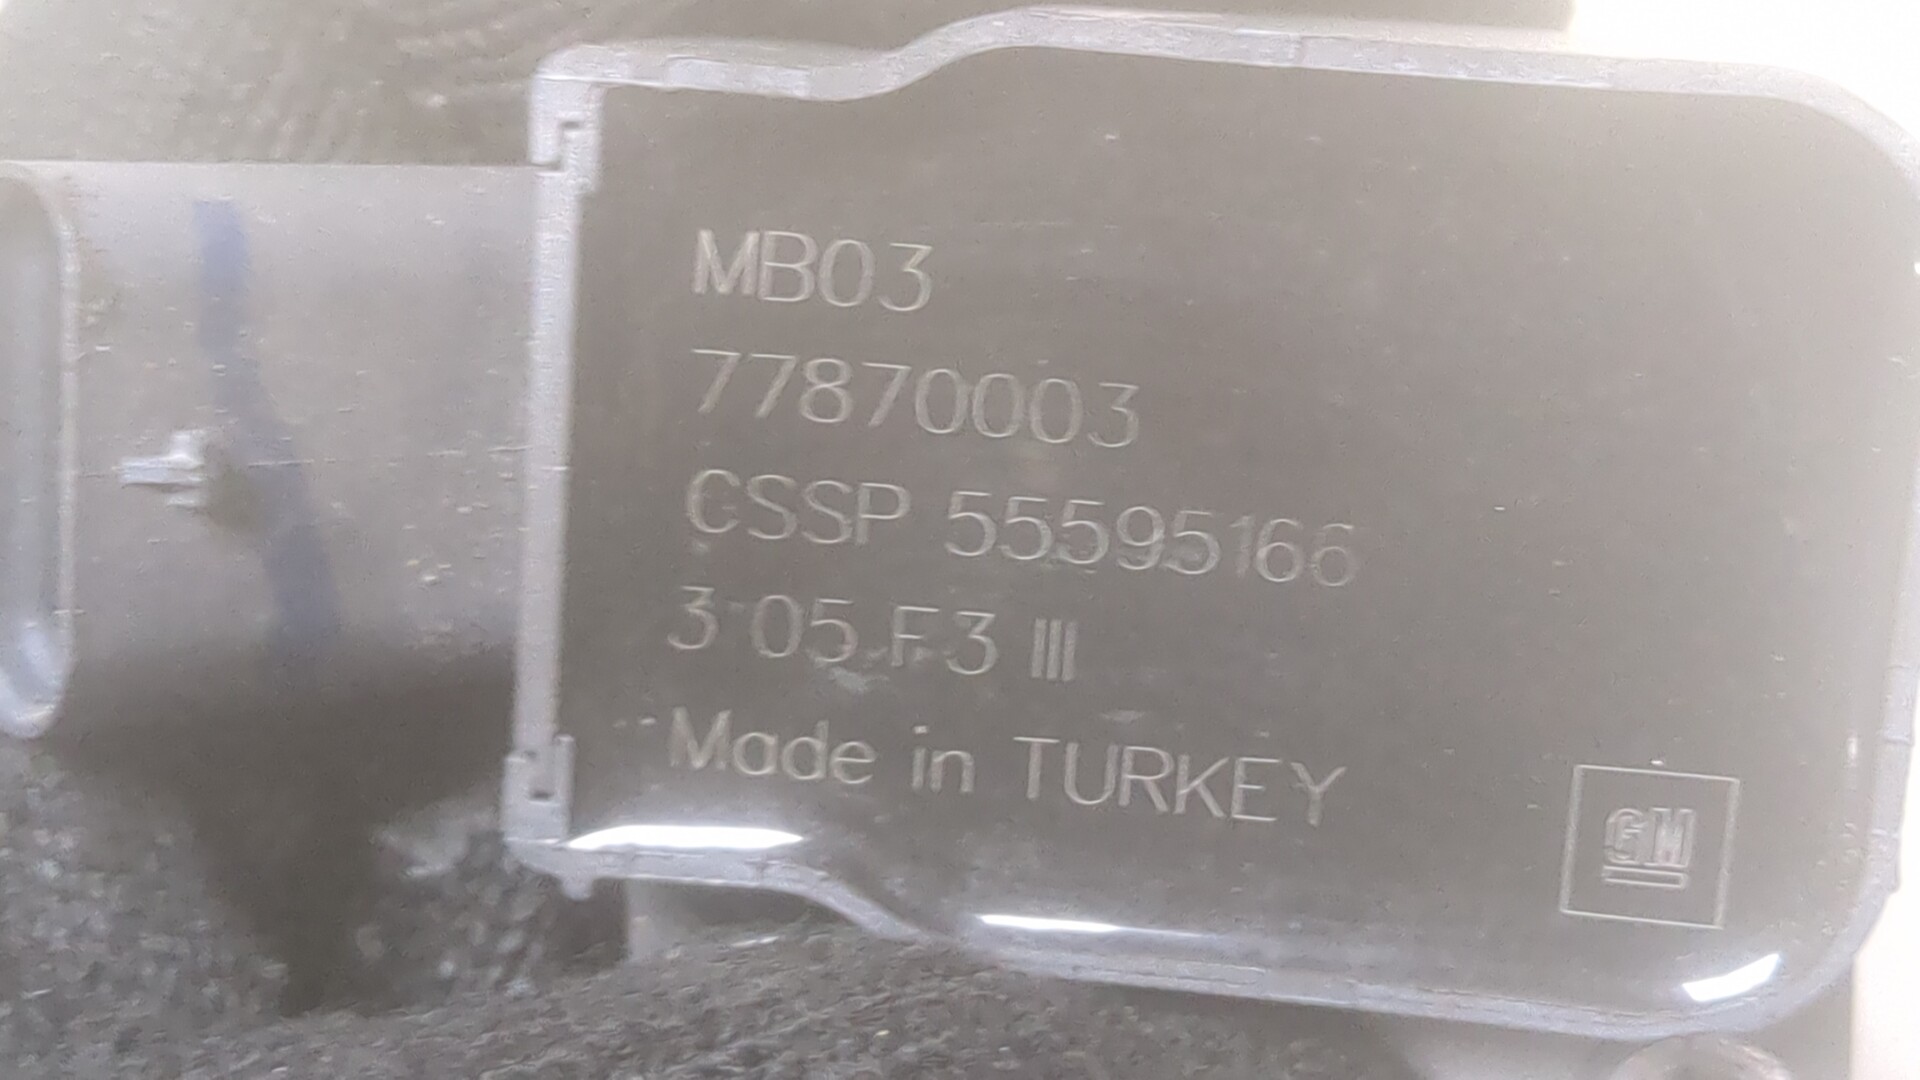 MB03
77870003
CSSP 55595166
3 05 F3 III
Made in TURKEY
GM